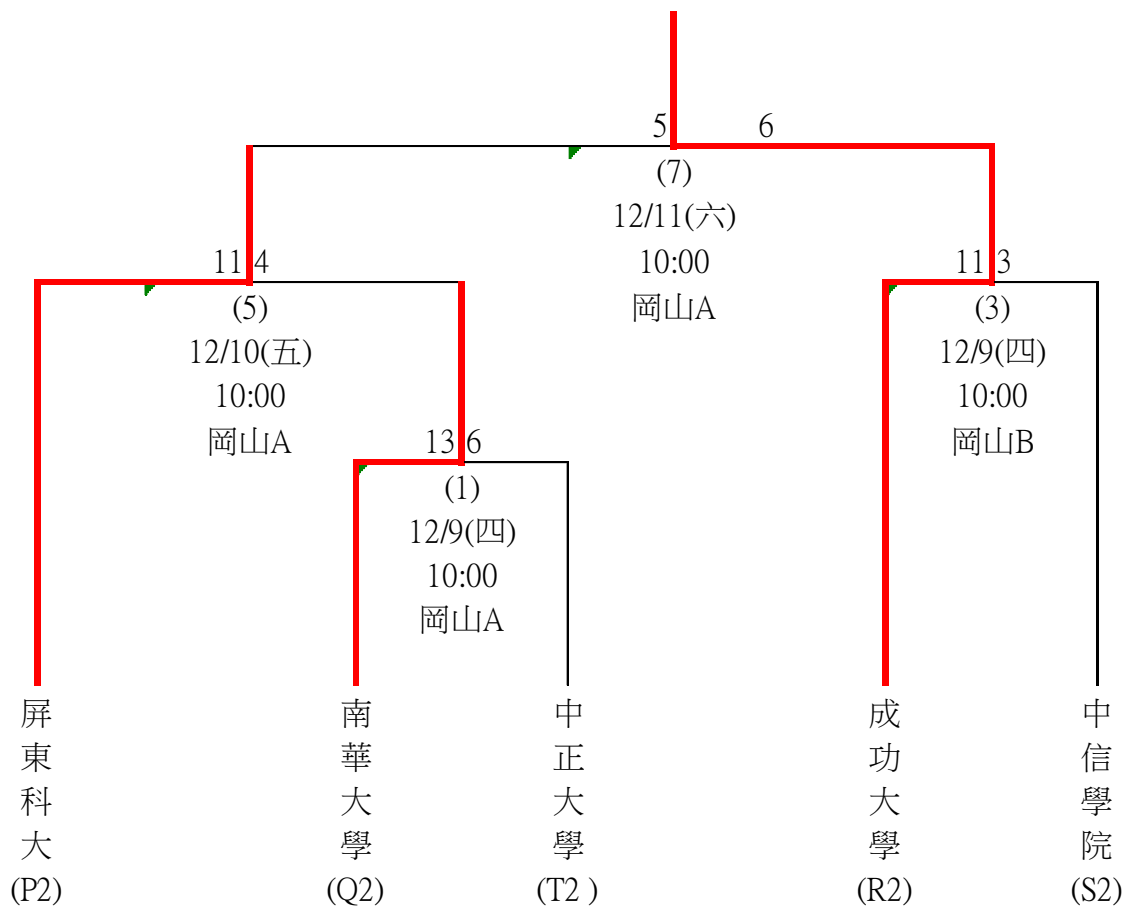 5 6
(7)
12/11(六)
10:00
岡山A
11 4
(5)
12/10(五)
10:00
岡山A
11 3
(3)
12/9(四)
10:00
岡山B
13 6
(1)
12/9(四)
10:00
岡山A
屏東科大
(P2)
南華大學
(Q2)
中正大學
(T2 )
成功大學
(R2)
中信學院
(S2)